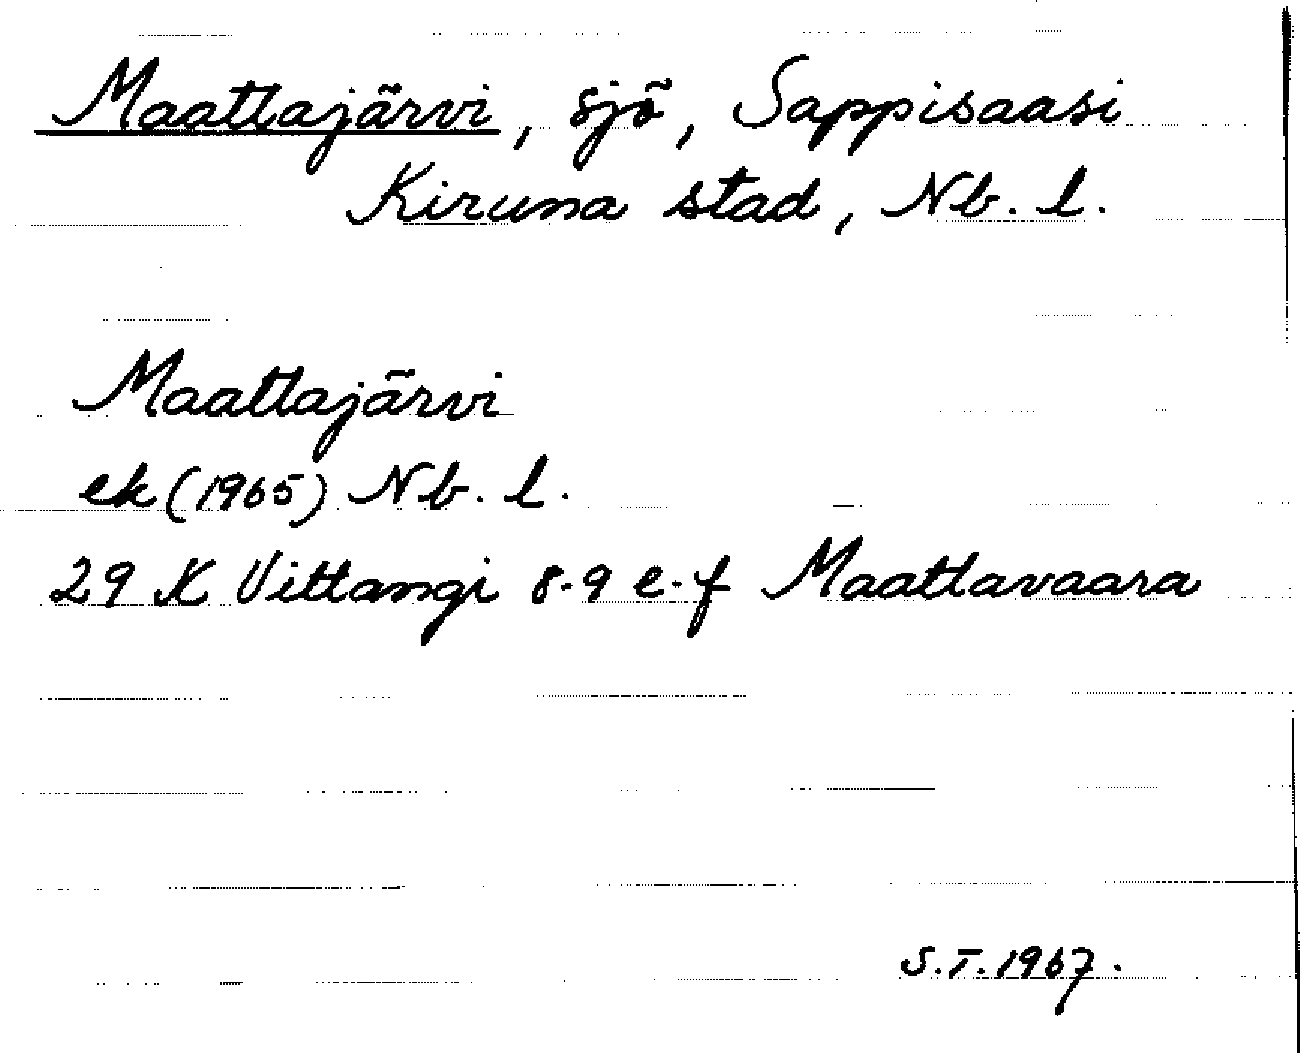 Maattajärvi, sjö, Sappisaasi
Kiruna stad, Nb. l.
Maattajärvi
ek (1965) Nb. l.
29 K Vittangi 8-9 e-f Maattavaara
S.T. 1967.